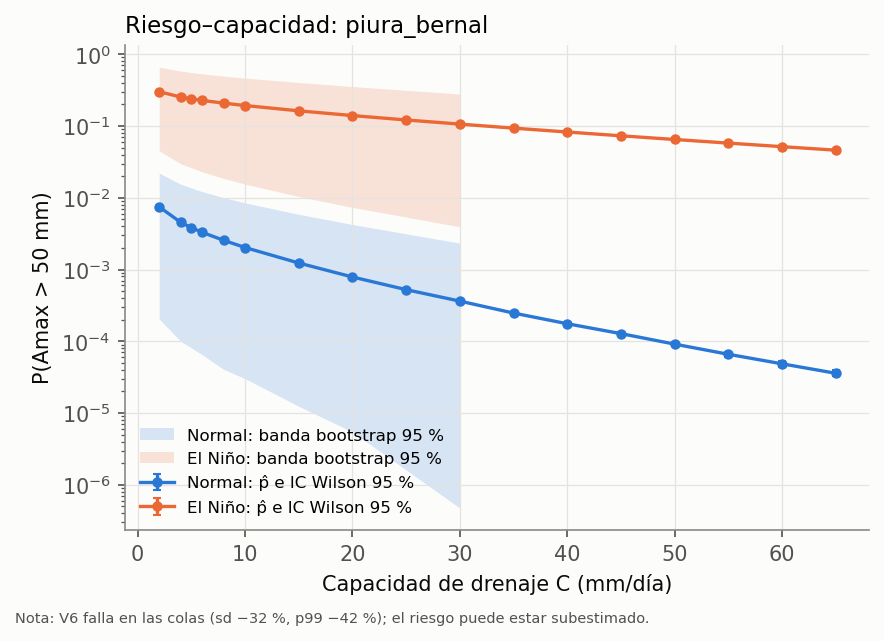 Riesgo–capacidad: piura_bernal
P(Amax > 50 mm)
10⁰
10⁻¹
10⁻²
10⁻³
10⁻⁴
10⁻⁵
10⁻⁶
Normal: banda bootstrap 95 %
El Niño: banda bootstrap 95 %
Normal: p̂ e IC Wilson 95 %
El Niño: p̂ e IC Wilson 95 %
0 10 20 30 40 50 60
Capacidad de drenaje C (mm/día)
Nota: V6 falla en las colas (sd −32 %, p99 −42 %); el riesgo puede estar subestimado.